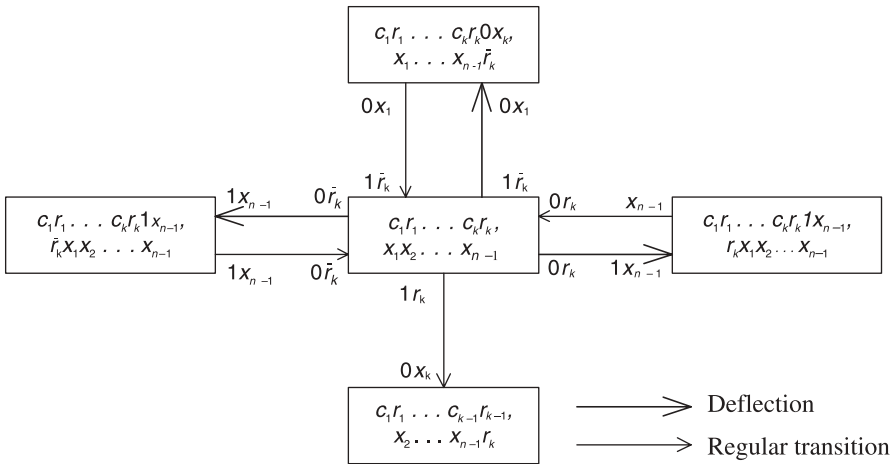 c₁r₁ . . . cₖrₖ0xₖ,
x₁ . . . xₙ₋₁r̄ₖ
0x₁
0x₁
1r̄ₖ
1r̄ₖ
1xₙ₋₁
0r̄ₖ
0rₖ
xₙ₋₁
c₁r₁ . . . cₖrₖ1xₙ₋₁,
r̄ₖx₁x₂ . . . xₙ₋₁
c₁r₁ . . . cₖrₖ,
x₁x₂ . . . xₙ₋₁
c₁r₁ . . . cₖrₖ1xₙ₋₁,
rₖx₁x₂ . . . xₙ₋₁
1xₙ₋₁
0r̄ₖ
0rₖ
1xₙ₋₁
1rₖ
0xₖ
c₁r₁ . . . cₖ₋₁rₖ₋₁,
x₂ . . . xₙ₋₁rₖ
Deflection
Regular transition